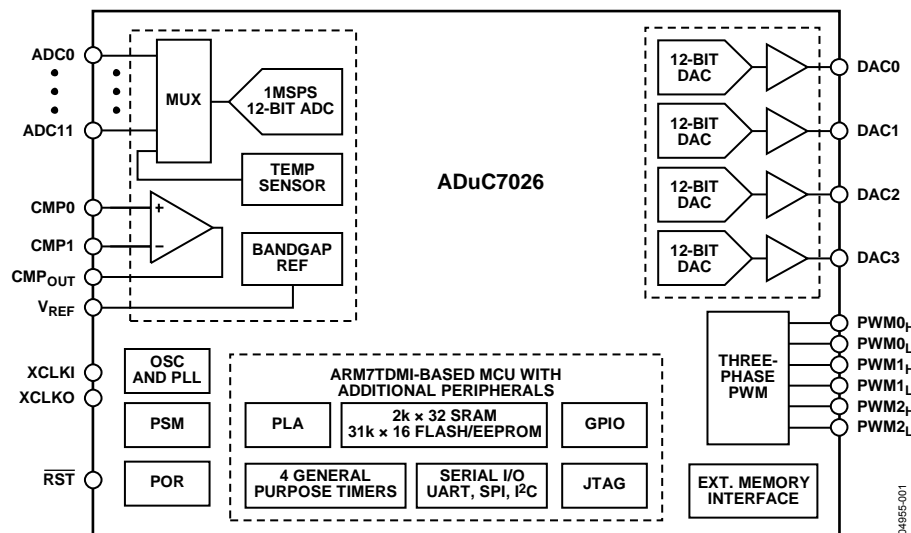 ADC0
ADC11
CMP0
CMP1
CMPOUT
VREF
XCLKI
XCLKO
RST
MUX
1MSPS
12-BIT ADC
TEMP
SENSOR
+
–
BANDGAP
REF
OSC
AND PLL
PSM
POR
ADuC7026
ARM7TDMI-BASED MCU WITH
ADDITIONAL PERIPHERALS
PLA
2k × 32 SRAM
31k × 16 FLASH/EEPROM
GPIO
4 GENERAL
PURPOSE TIMERS
SERIAL I/O
UART, SPI, I²C
JTAG
12-BIT
DAC
DAC0
12-BIT
DAC
DAC1
12-BIT
DAC
DAC2
12-BIT
DAC
DAC3
THREE-
PHASE
PWM
PWM0H
PWM0L
PWM1H
PWM1L
PWM2H
PWM2L
EXT. MEMORY
INTERFACE
04955-001